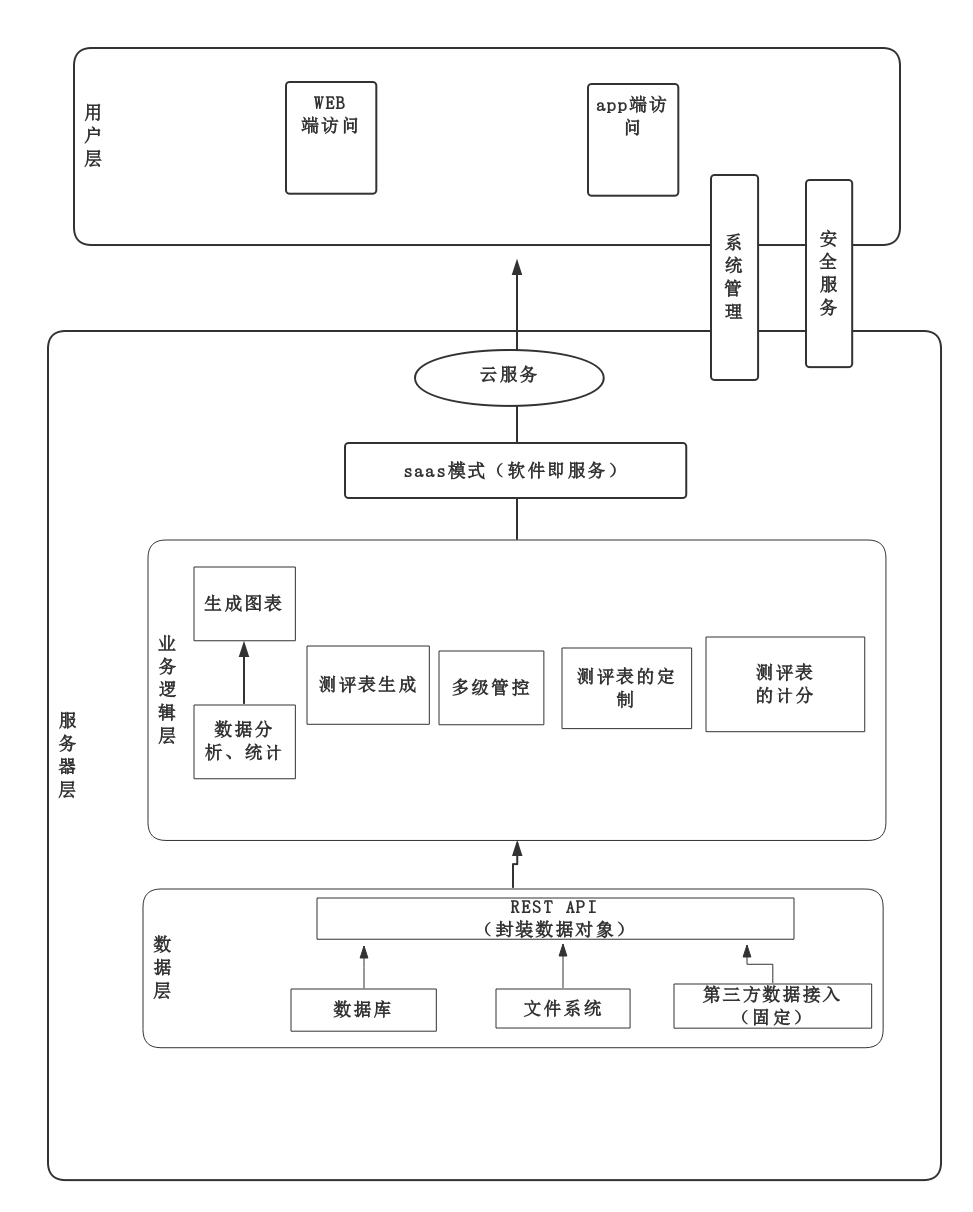 用
户
层
WEB
端访问
app端访
问
系
统
管
理
安
全
服
务
云服务
saas模式（软件即服务）
服
务
器
层
业
务
逻
辑
层
生成图表
数据分
析、统计
测评表生成
多级管控
测评表的定
制
测评表
的计分
数
据
层
REST API
（封装数据对象）
数据库
文件系统
第三方数据接入
（固定）